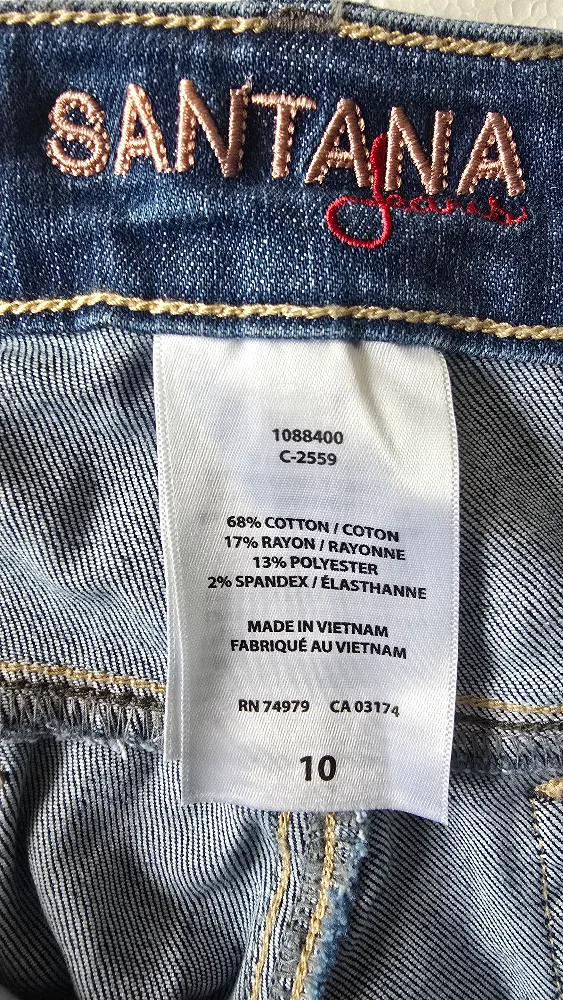 SANTANA
Jeans
1088400
C-2559
68% COTTON / COTON
17% RAYON / RAYONNE
13% POLYESTER
2% SPANDEX / ÉLASTHANNE
MADE IN VIETNAM
FABRIQUÉ AU VIETNAM
RN 74979 CA 03174
10